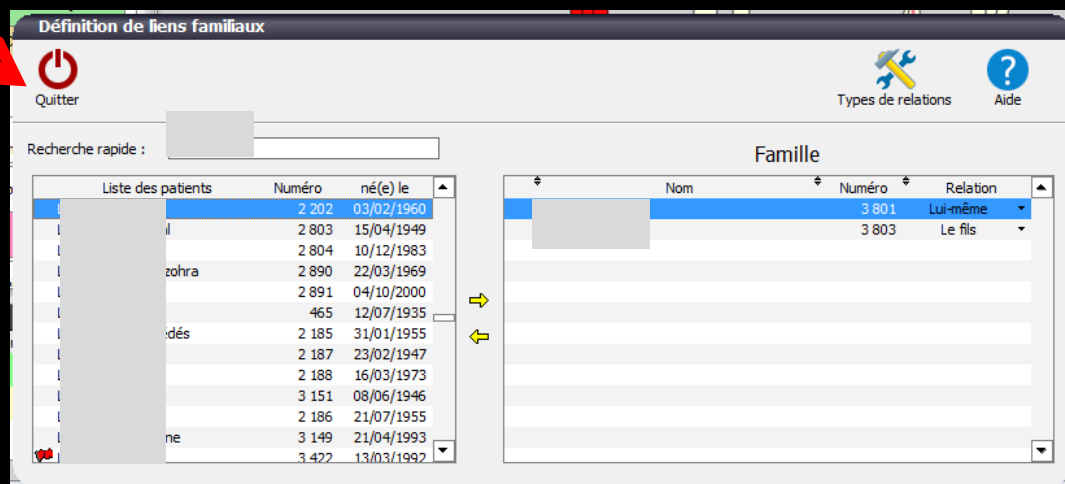 Définition de liens familiaux
Quitter
Types de relations
Aide
Recherche rapide :
Famille
Liste des patients Numéro né(e) le
2 202 03/02/1960
2 803 15/04/1949
2 804 10/12/1983
zohra 2 890 22/03/1969
2 891 04/10/2000
465 12/07/1935
édés 2 185 31/01/1955
2 187 23/02/1947
2 188 16/03/1973
3 151 08/06/1946
2 186 21/07/1955
ne 3 149 21/04/1993
3 422 13/03/1992
Nom Numéro Relation
3 801 Lui-même
3 803 Le fils